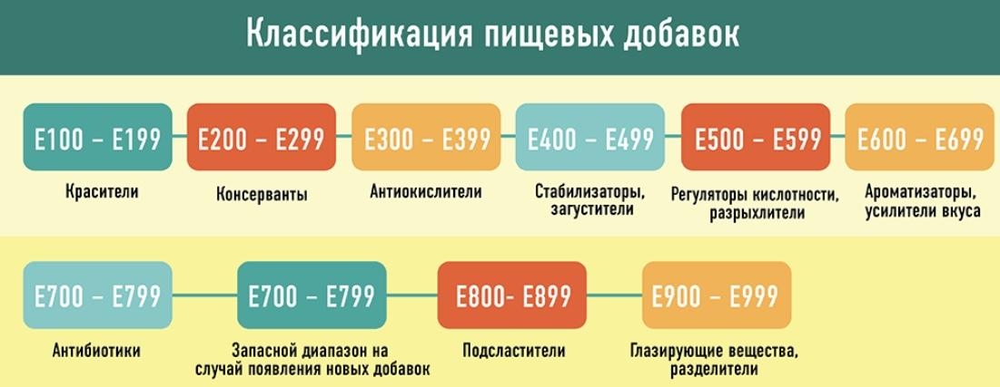 Классификация пищевых добавок
E100 – E199
E200 – E299
E300 – E399
E400 – E499
E500 – E599
E600 – E699
Красители
Консерванты
Антиокислители
Стабилизаторы,
загустители
Регуляторы кислотности,
разрыхлители
Ароматизаторы,
усилители вкуса
E700 – E799
E700 – E799
E800- E899
E900 – E999
Антибиотики
Запасной диапазон на
случай появления новых добавок
Подсластители
Глазирующие вещества,
разделители